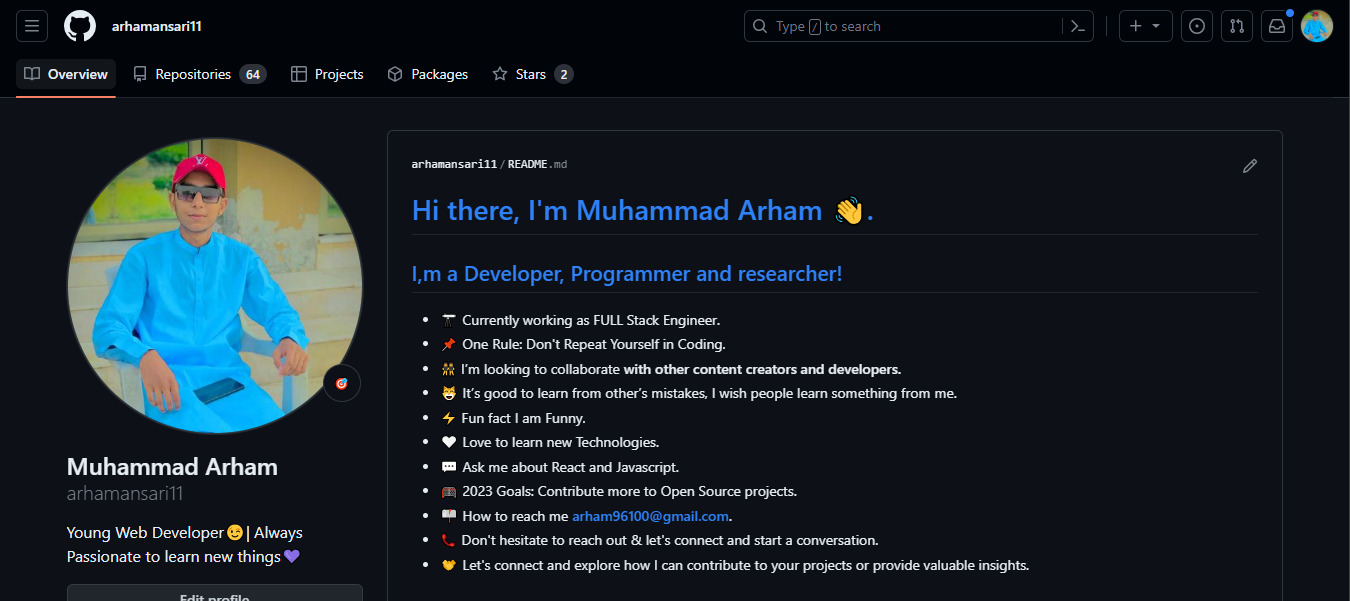 arhamansari11
Type / to search
Overview
Repositories 64
Projects
Packages
Stars 2
arhamansari11/README.md
Hi there, I'm Muhammad Arham 👋.
I,m a Developer, Programmer and researcher!
Currently working as FULL Stack Engineer.
📌 One Rule: Don't Repeat Yourself in Coding.
👯 I'm looking to collaborate with other content creators and developers.
😸 It's good to learn from other's mistakes, I wish people learn something from me.
⚡ Fun fact I am Funny.
🤍 Love to learn new Technologies.
💬 Ask me about React and Javascript.
🥅 2023 Goals: Contribute more to Open Source projects.
📭 How to reach me arham96100@gmail.com.
📞 Don't hesitate to reach out & let's connect and start a conversation.
🤝 Let's connect and explore how I can contribute to your projects or provide valuable insights.
Muhammad Arham
arhamansari11
Young Web Developer😉| Always
Passionate to learn new things💜
Edit profile